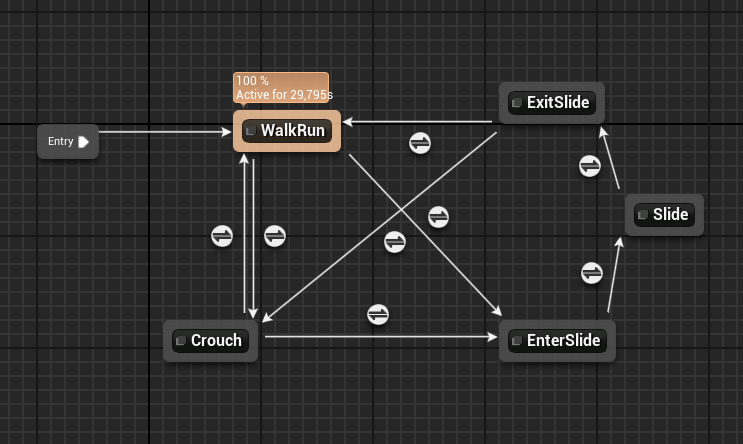 100 %
Active for 29,795s
ExitSlide
WalkRun
Entry
Slide
Crouch
EnterSlide